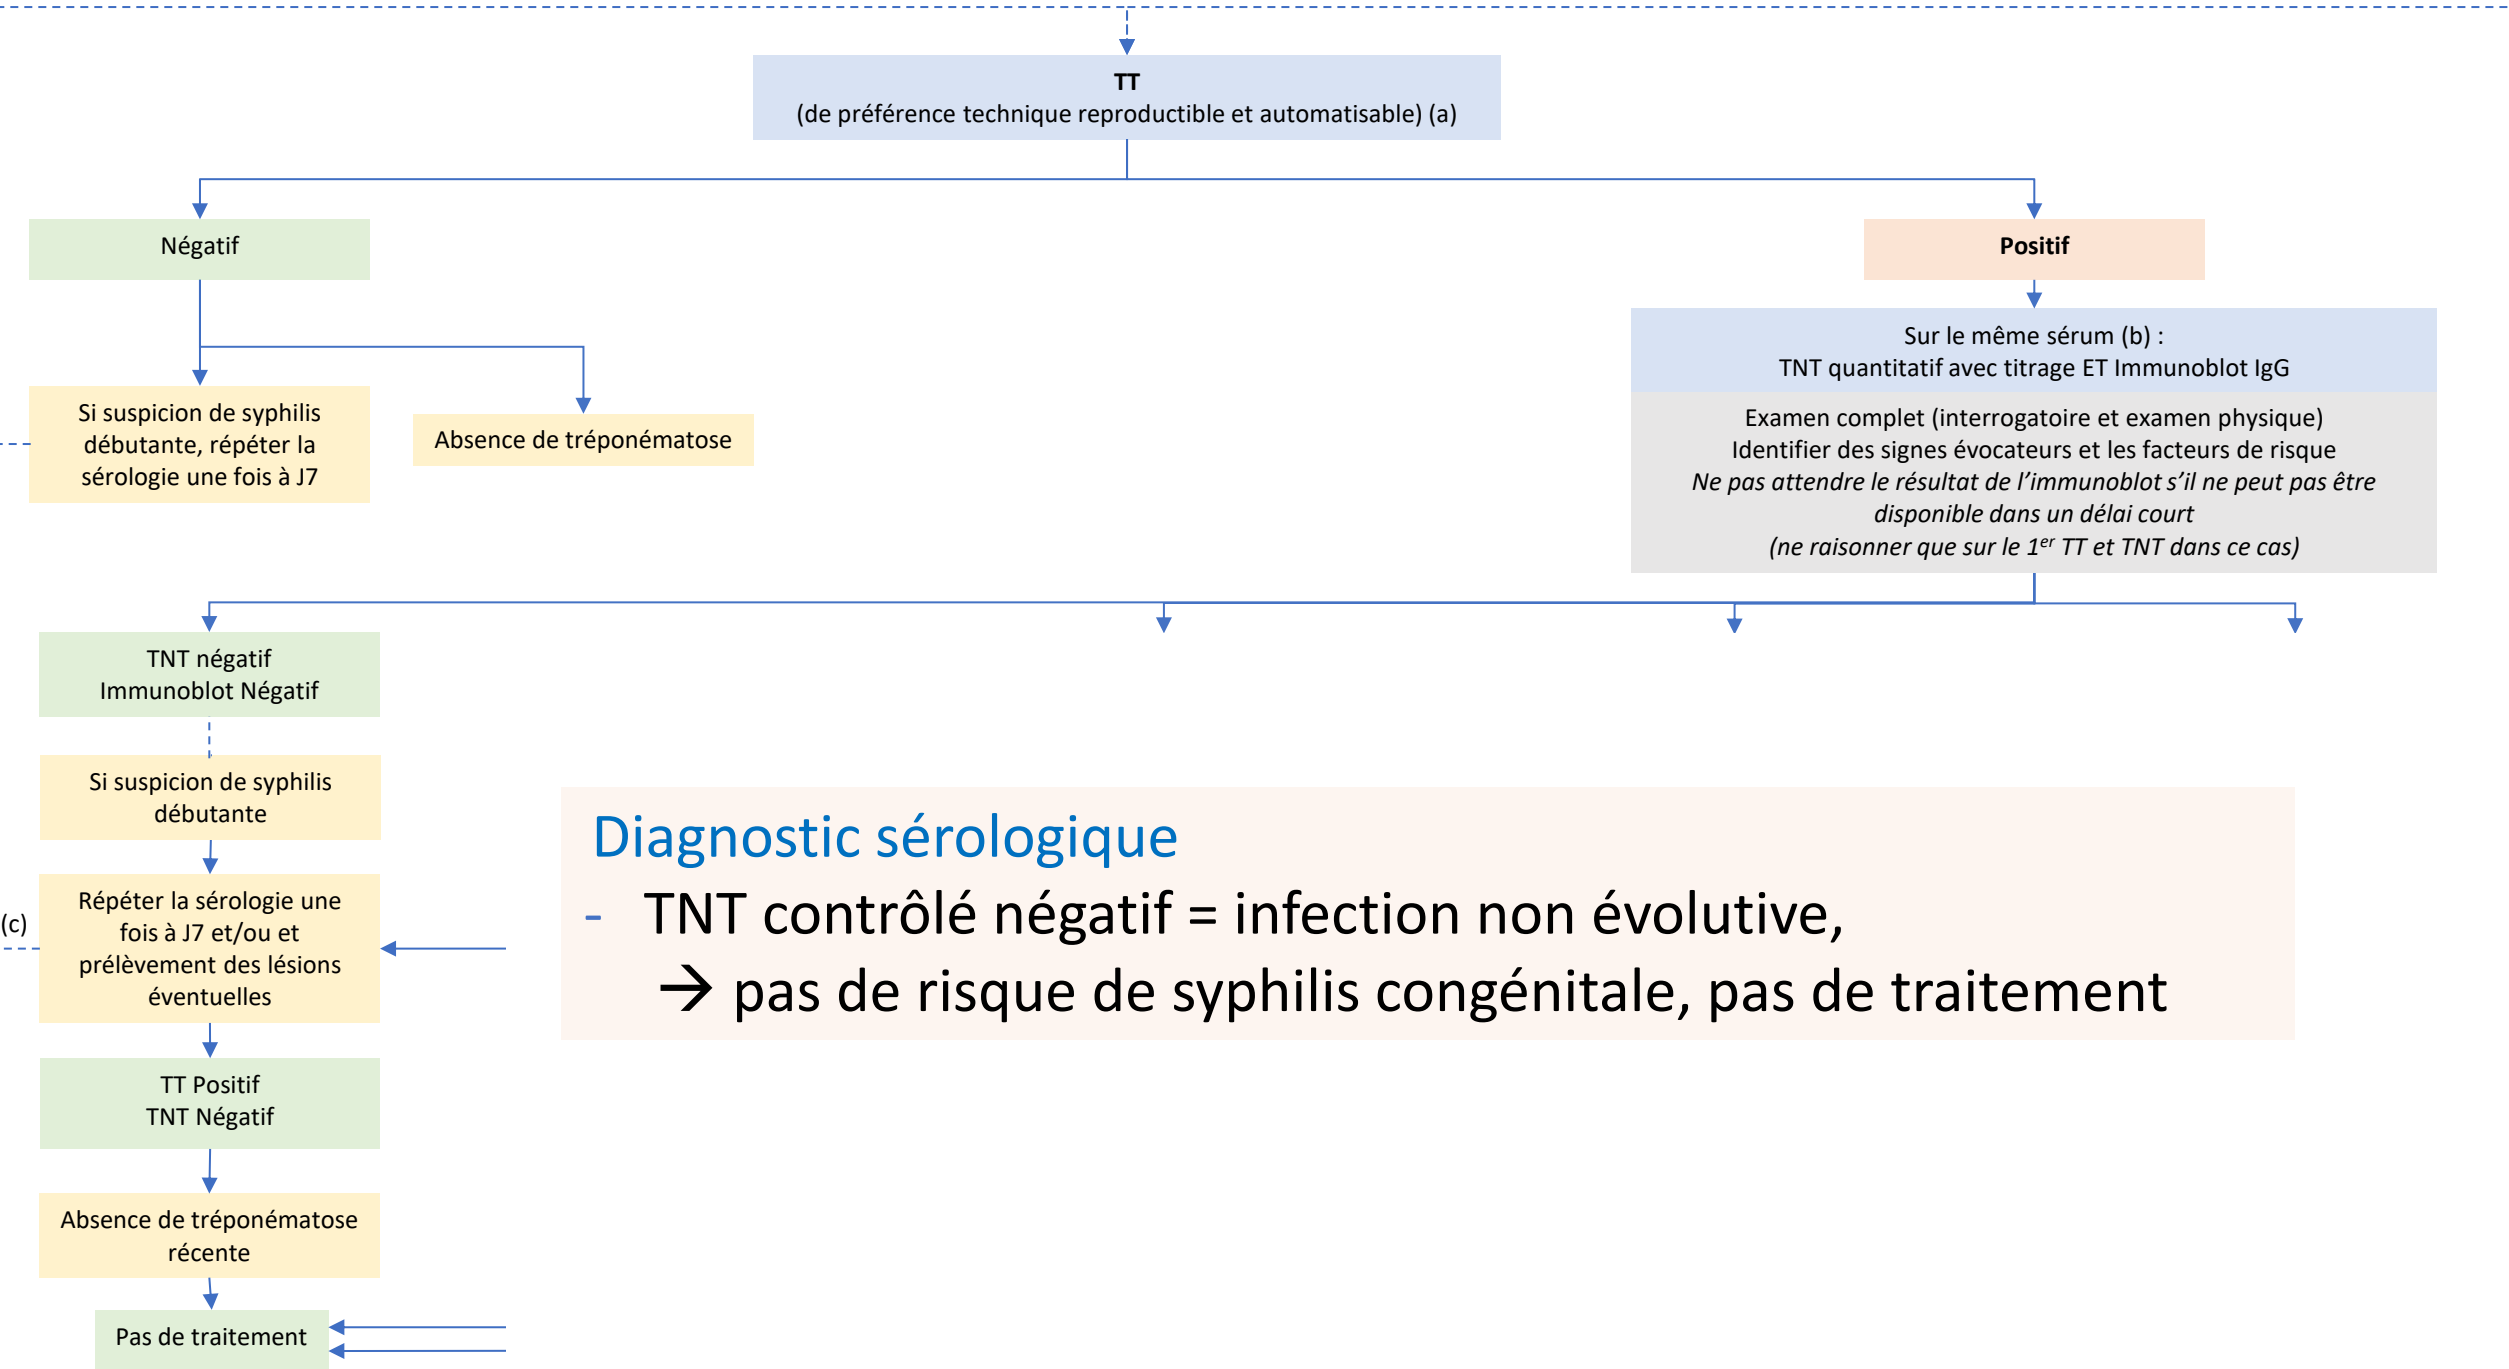 TT
(de préférence technique reproductible et automatisable) (a)
Négatif
Positif
Sur le même sérum (b) :
TNT quantitatif avec titrage ET Immunoblot IgG
Si suspicion de syphilis
débutante, répéter la
sérologie une fois à J7
Absence de tréponématose
Examen complet (interrogatoire et examen physique)
Identifier des signes évocateurs et les facteurs de risque
Ne pas attendre le résultat de l’immunoblot s’il ne peut pas être
disponible dans un délai court
(ne raisonner que sur le 1er TT et TNT dans ce cas)
TNT négatif
Immunoblot Négatif
Si suspicion de syphilis
débutante
(c)
Répéter la sérologie une
fois à J7 et/ou et
prélèvement des lésions
éventuelles
Diagnostic sérologique
- TNT contrôlé négatif = infection non évolutive,
→ pas de risque de syphilis congénitale, pas de traitement
TT Positif
TNT Négatif
Absence de tréponématose
récente
Pas de traitement